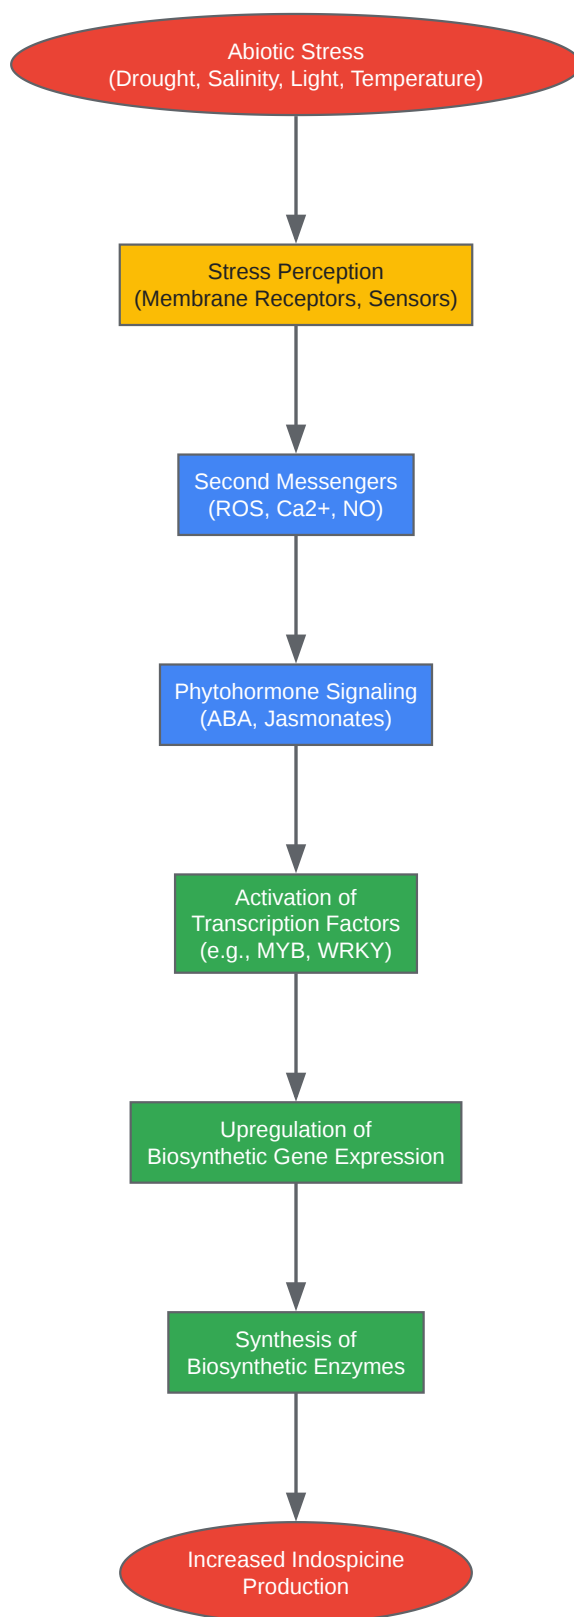 Abiotic Stress
(Drought, Salinity, Light, Temperature)
Stress Perception
(Membrane Receptors, Sensors)
Second Messengers
(ROS, Ca2+, NO)
Phytohormone Signaling
(ABA, Jasmonates)
Activation of
Transcription Factors
(e.g., MYB, WRKY)
Upregulation of
Biosynthetic Gene Expression
Synthesis of
Biosynthetic Enzymes
Increased Indospicine
Production